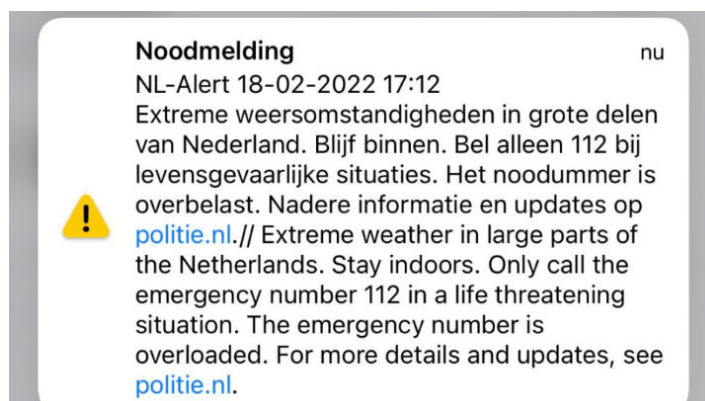 Noodmelding nu
NL-Alert 18-02-2022 17:12
Extreme weersomstandigheden in grote delen
van Nederland. Blijf binnen. Bel alleen 112 bij
levensgevaarlijke situaties. Het noodummer is
overbelast. Nadere informatie en updates op
politie.nl.// Extreme weather in large parts of
the Netherlands. Stay indoors. Only call the
emergency number 112 in a life threatening
situation. The emergency number is
overloaded. For more details and updates, see
politie.nl.